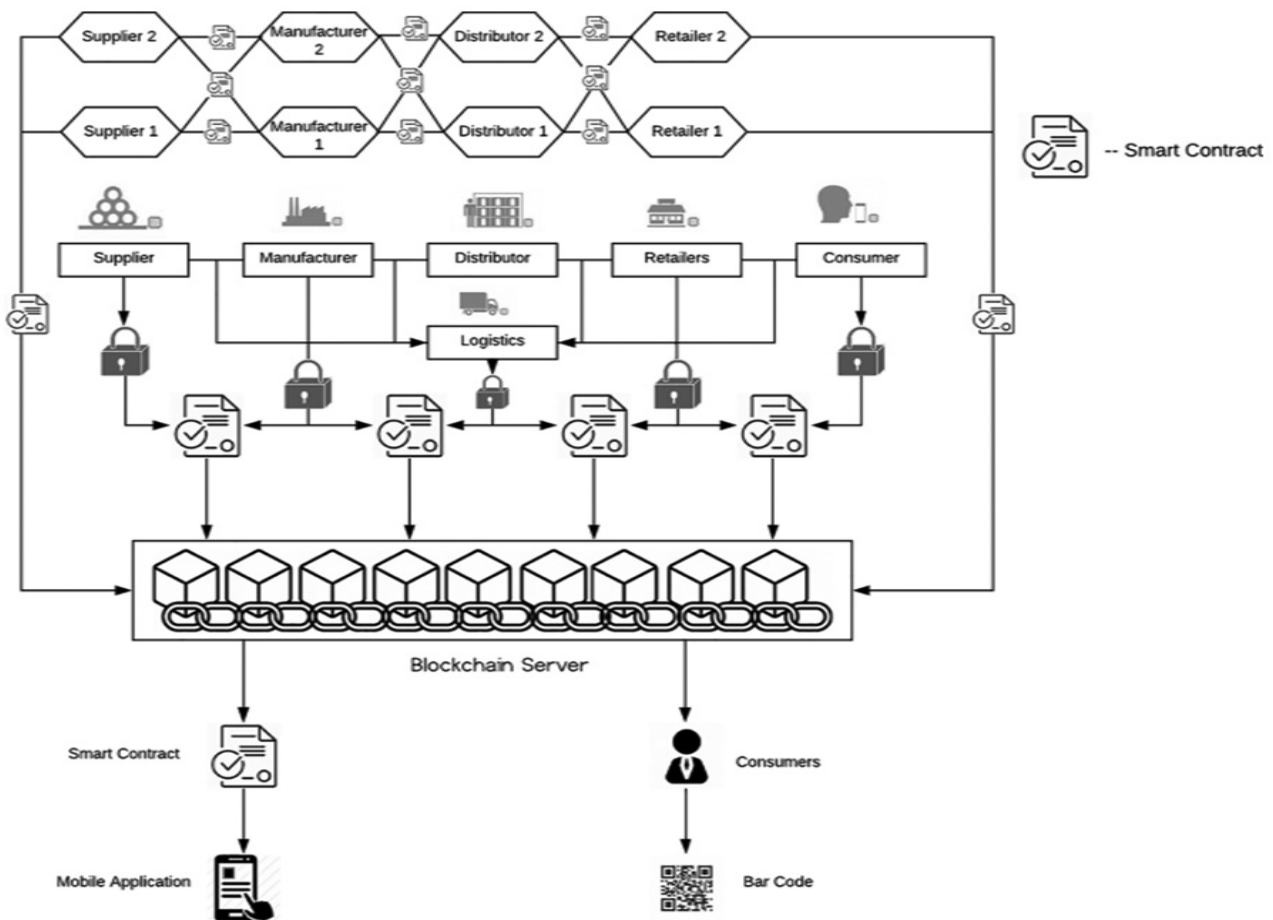 Supplier 2
Manufacturer
2
Distributor 2
Retailer 2
Supplier 1
Manufacturer
1
Distributor 1
Retailer 1
-- Smart Contract
Supplier
Manufacturer
Distributor
Retailers
Consumer
Logistics
Blockchain Server
Smart Contract
Consumers
Mobile Application
Bar Code